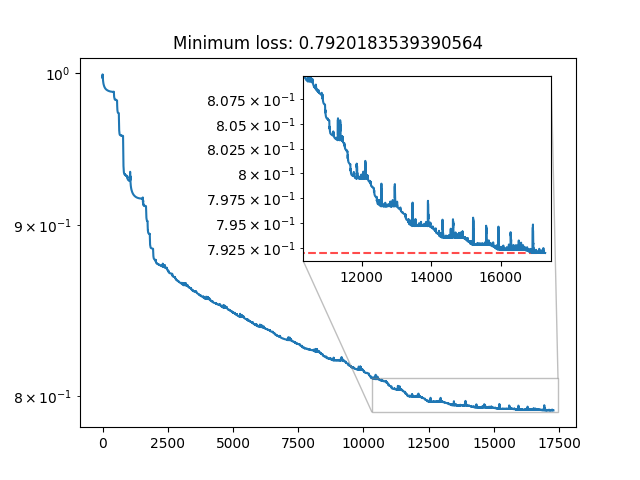 Minimum loss: 0.7920183539390564
10⁰
9 × 10⁻¹
8 × 10⁻¹
8.075 × 10⁻¹
8.05 × 10⁻¹
8.025 × 10⁻¹
8 × 10⁻¹
7.975 × 10⁻¹
7.95 × 10⁻¹
7.925 × 10⁻¹
12000 14000 16000
0 2500 5000 7500 10000 12500 15000 17500